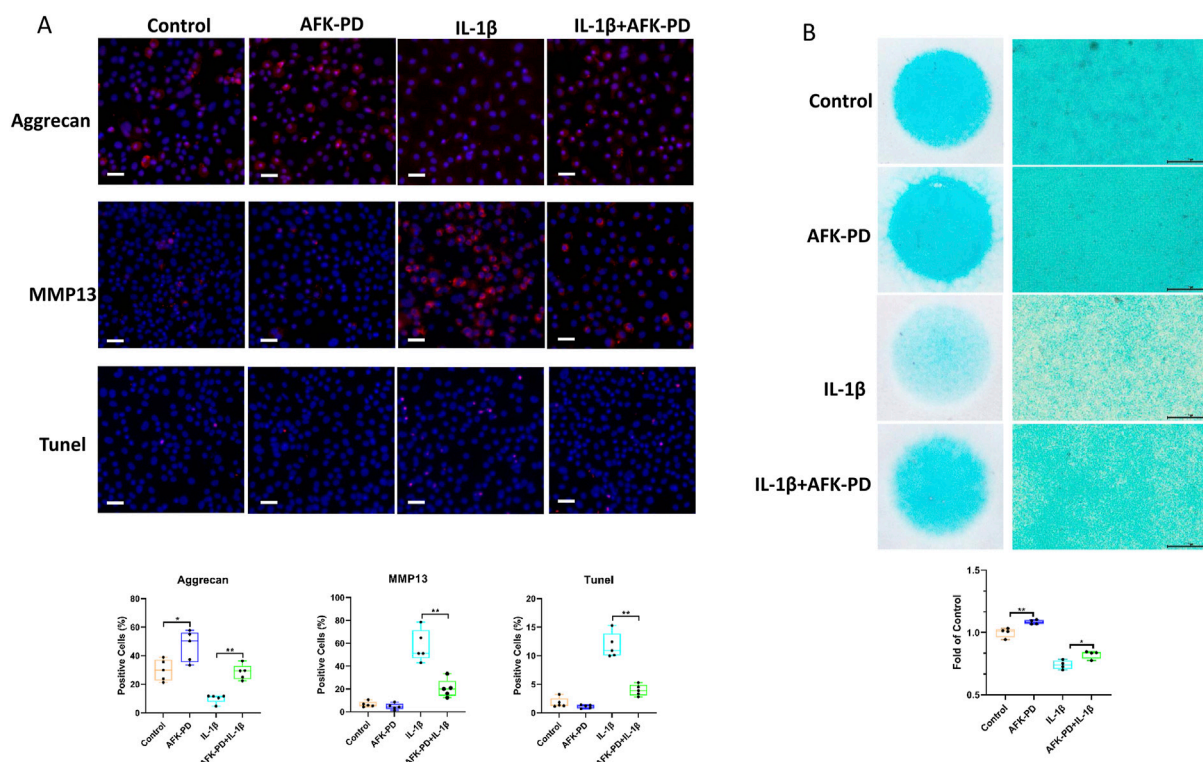 A
Control AFK-PD IL-1β IL-1β+AFK-PD
Aggrecan
MMP13
Tunel
B
Control
AFK-PD
IL-1β
IL-1β+AFK-PD
Aggrecan
Positive Cells (%)
80
60
40
20
0
*
**
Control
AFK-PD
IL-1β
AFK-PD+IL-1β
MMP13
Positive Cells (%)
100
80
60
40
20
0
**
Control
AFK-PD
IL-1β
AFK-PD+IL-1β
Tunel
Positive Cells (%)
20
15
10
5
0
**
Control
AFK-PD
IL-1β
AFK-PD+IL-1β
Fold of Control
1.5
1.0
0.5
**
*
Control
AFK-PD
IL-1β
AFK-PD+IL-1β